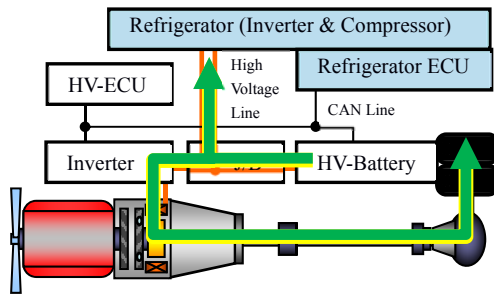 Refrigerator (Inverter & Compressor)
High
Voltage
Line
Refrigerator ECU
HV-ECU
CAN Line
Inverter
J/B
HV-Battery